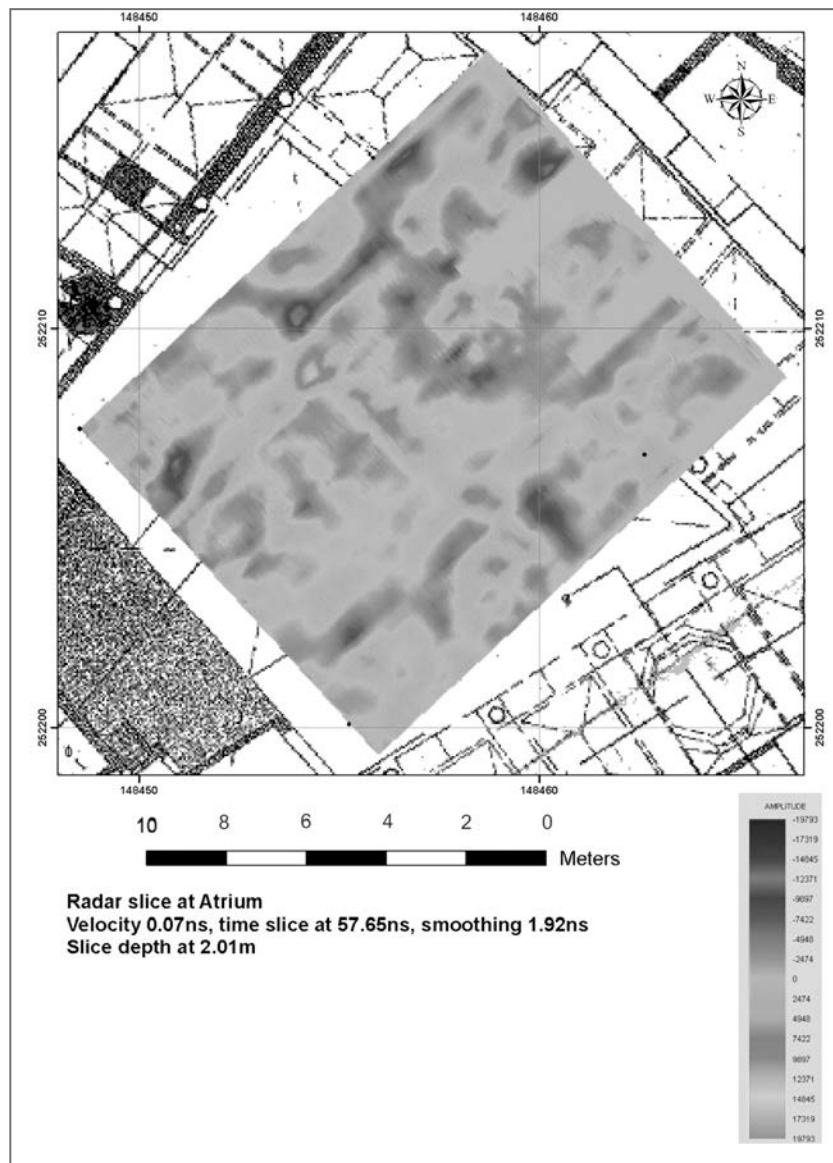 148450 148460
N
W E
S
252210 252210
252200 252200
148450 148460
10 8 6 4 2 0
Meters
Radar slice at Atrium
Velocity 0.07ns, time slice at 57.65ns, smoothing 1.92ns
Slice depth at 2.01m
AMPLITUDE
-19793
-17319
-14845
-12371
-9897
-7422
-4948
-2474
0
2474
4948
7422
9897
12371
14845
17319
19793